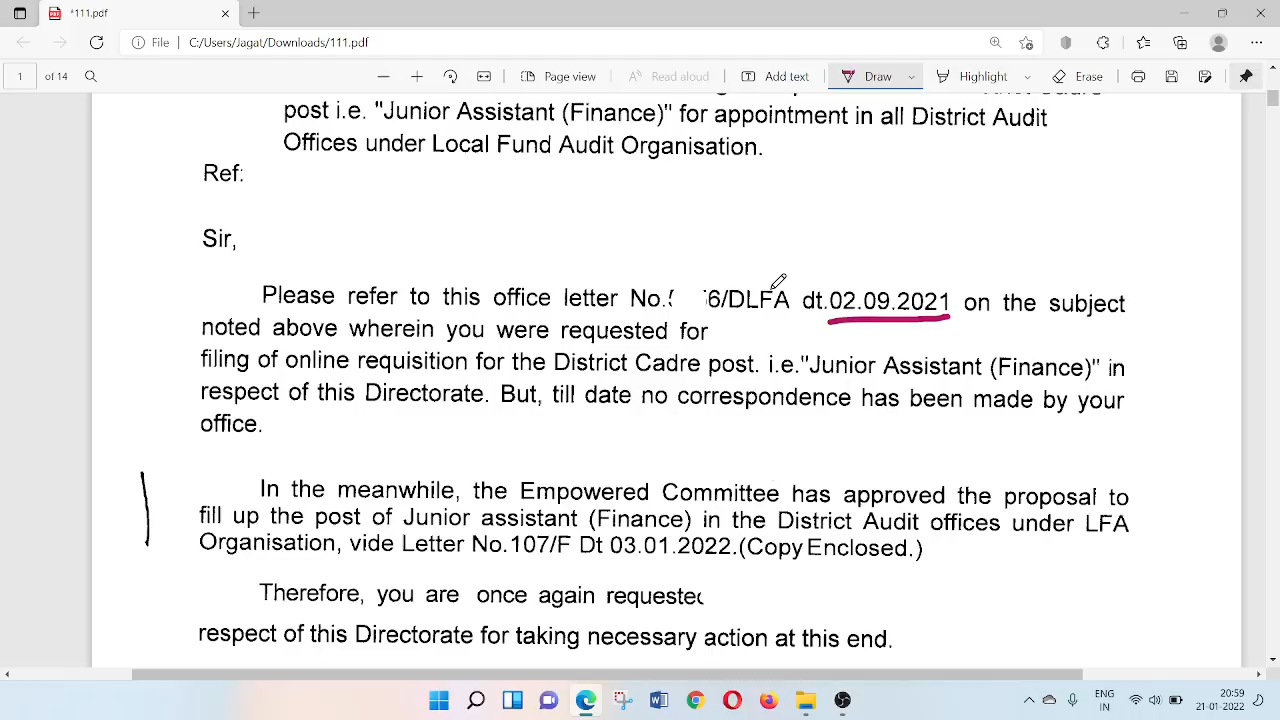 *111.pdf
File C:/Users/Jagat/Downloads/111.pdf
1 of 14 Page view Read aloud Add text Draw Highlight Erase
post i.e. "Junior Assistant (Finance)" for appointment in all District Audit
Offices under Local Fund Audit Organisation.
Ref:
Sir,
Please refer to this office letter No. 6/DLFA dt.02.09.2021 on the subject
noted above wherein you were requested for
filing of online requisition for the District Cadre post. i.e."Junior Assistant (Finance)" in
respect of this Directorate. But, till date no correspondence has been made by your
office.
In the meanwhile, the Empowered Committee has approved the proposal to
fill up the post of Junior assistant (Finance) in the District Audit offices under LFA
Organisation, vide Letter No.107/F Dt 03.01.2022.(Copy Enclosed.)
Therefore, you are once again requested
respect of this Directorate for taking necessary action at this end.
ENG 20:59
IN 21-01-2022